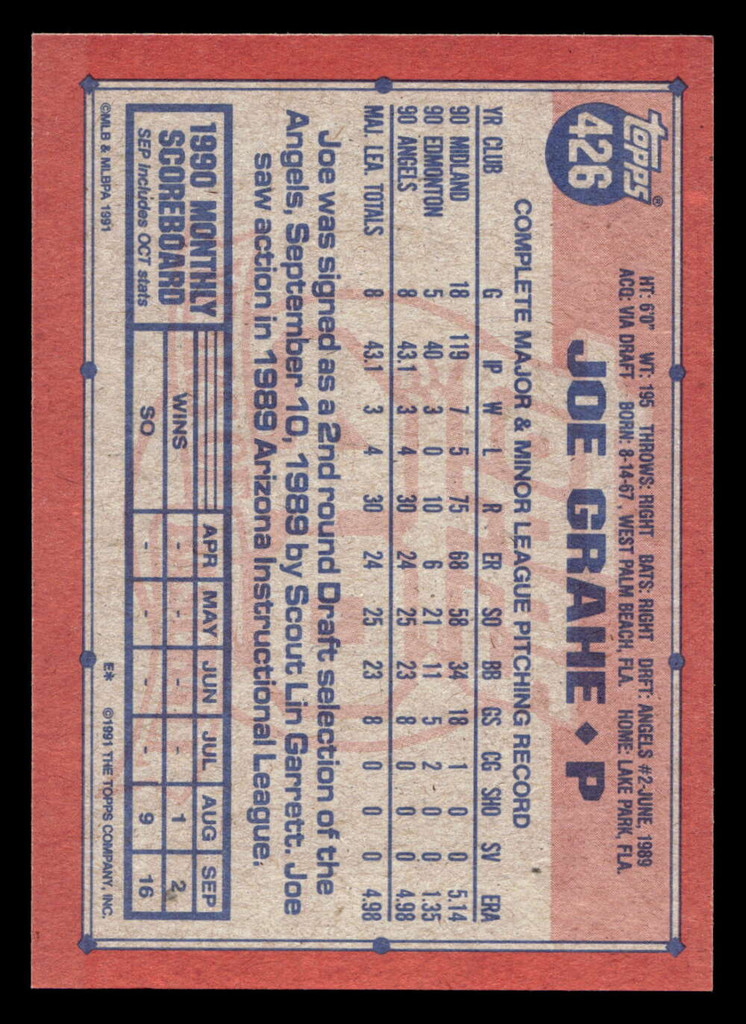 topps®
426
JOE GRAHE ◆ P
HT: 6'0" WT: 195 THROWS: RIGHT BATS: RIGHT DRFT: ANGELS #2-JUNE, 1989
ACQ: VIA DRAFT BORN: 8-14-67, WEST PALM BEACH, FLA. HOME: LAKE PARK, FLA.
COMPLETE MAJOR & MINOR LEAGUE PITCHING RECORD
YR CLUB G IP W L R ER SO BB GS CG SHO SV ERA
90 MIDLAND 18 119 7 5 75 68 58 34 18 1 0 0 5.14
90 EDMONTON 5 40 3 0 10 6 21 11 5 2 0 0 1.35
90 ANGELS 8 43.1 3 4 30 24 25 23 8 0 0 0 4.98
MAJ. LEA. TOTALS 8 43.1 3 4 30 24 25 23 8 0 0 0 4.98
Joe was signed as a 2nd round Draft selection of the
Angels, September 10, 1989 by Scout Lin Garrett. Joe
saw action in 1989 Arizona Instructional League.
1990 MONTHLY
SCOREBOARD
SEP Includes OCT stats
APR MAY JUN JUL AUG SEP
WINS - - - - 1 2
SO - - - - 9 16
©MLB & MLBPA 1991
E* ©1991 THE TOPPS COMPANY, INC.